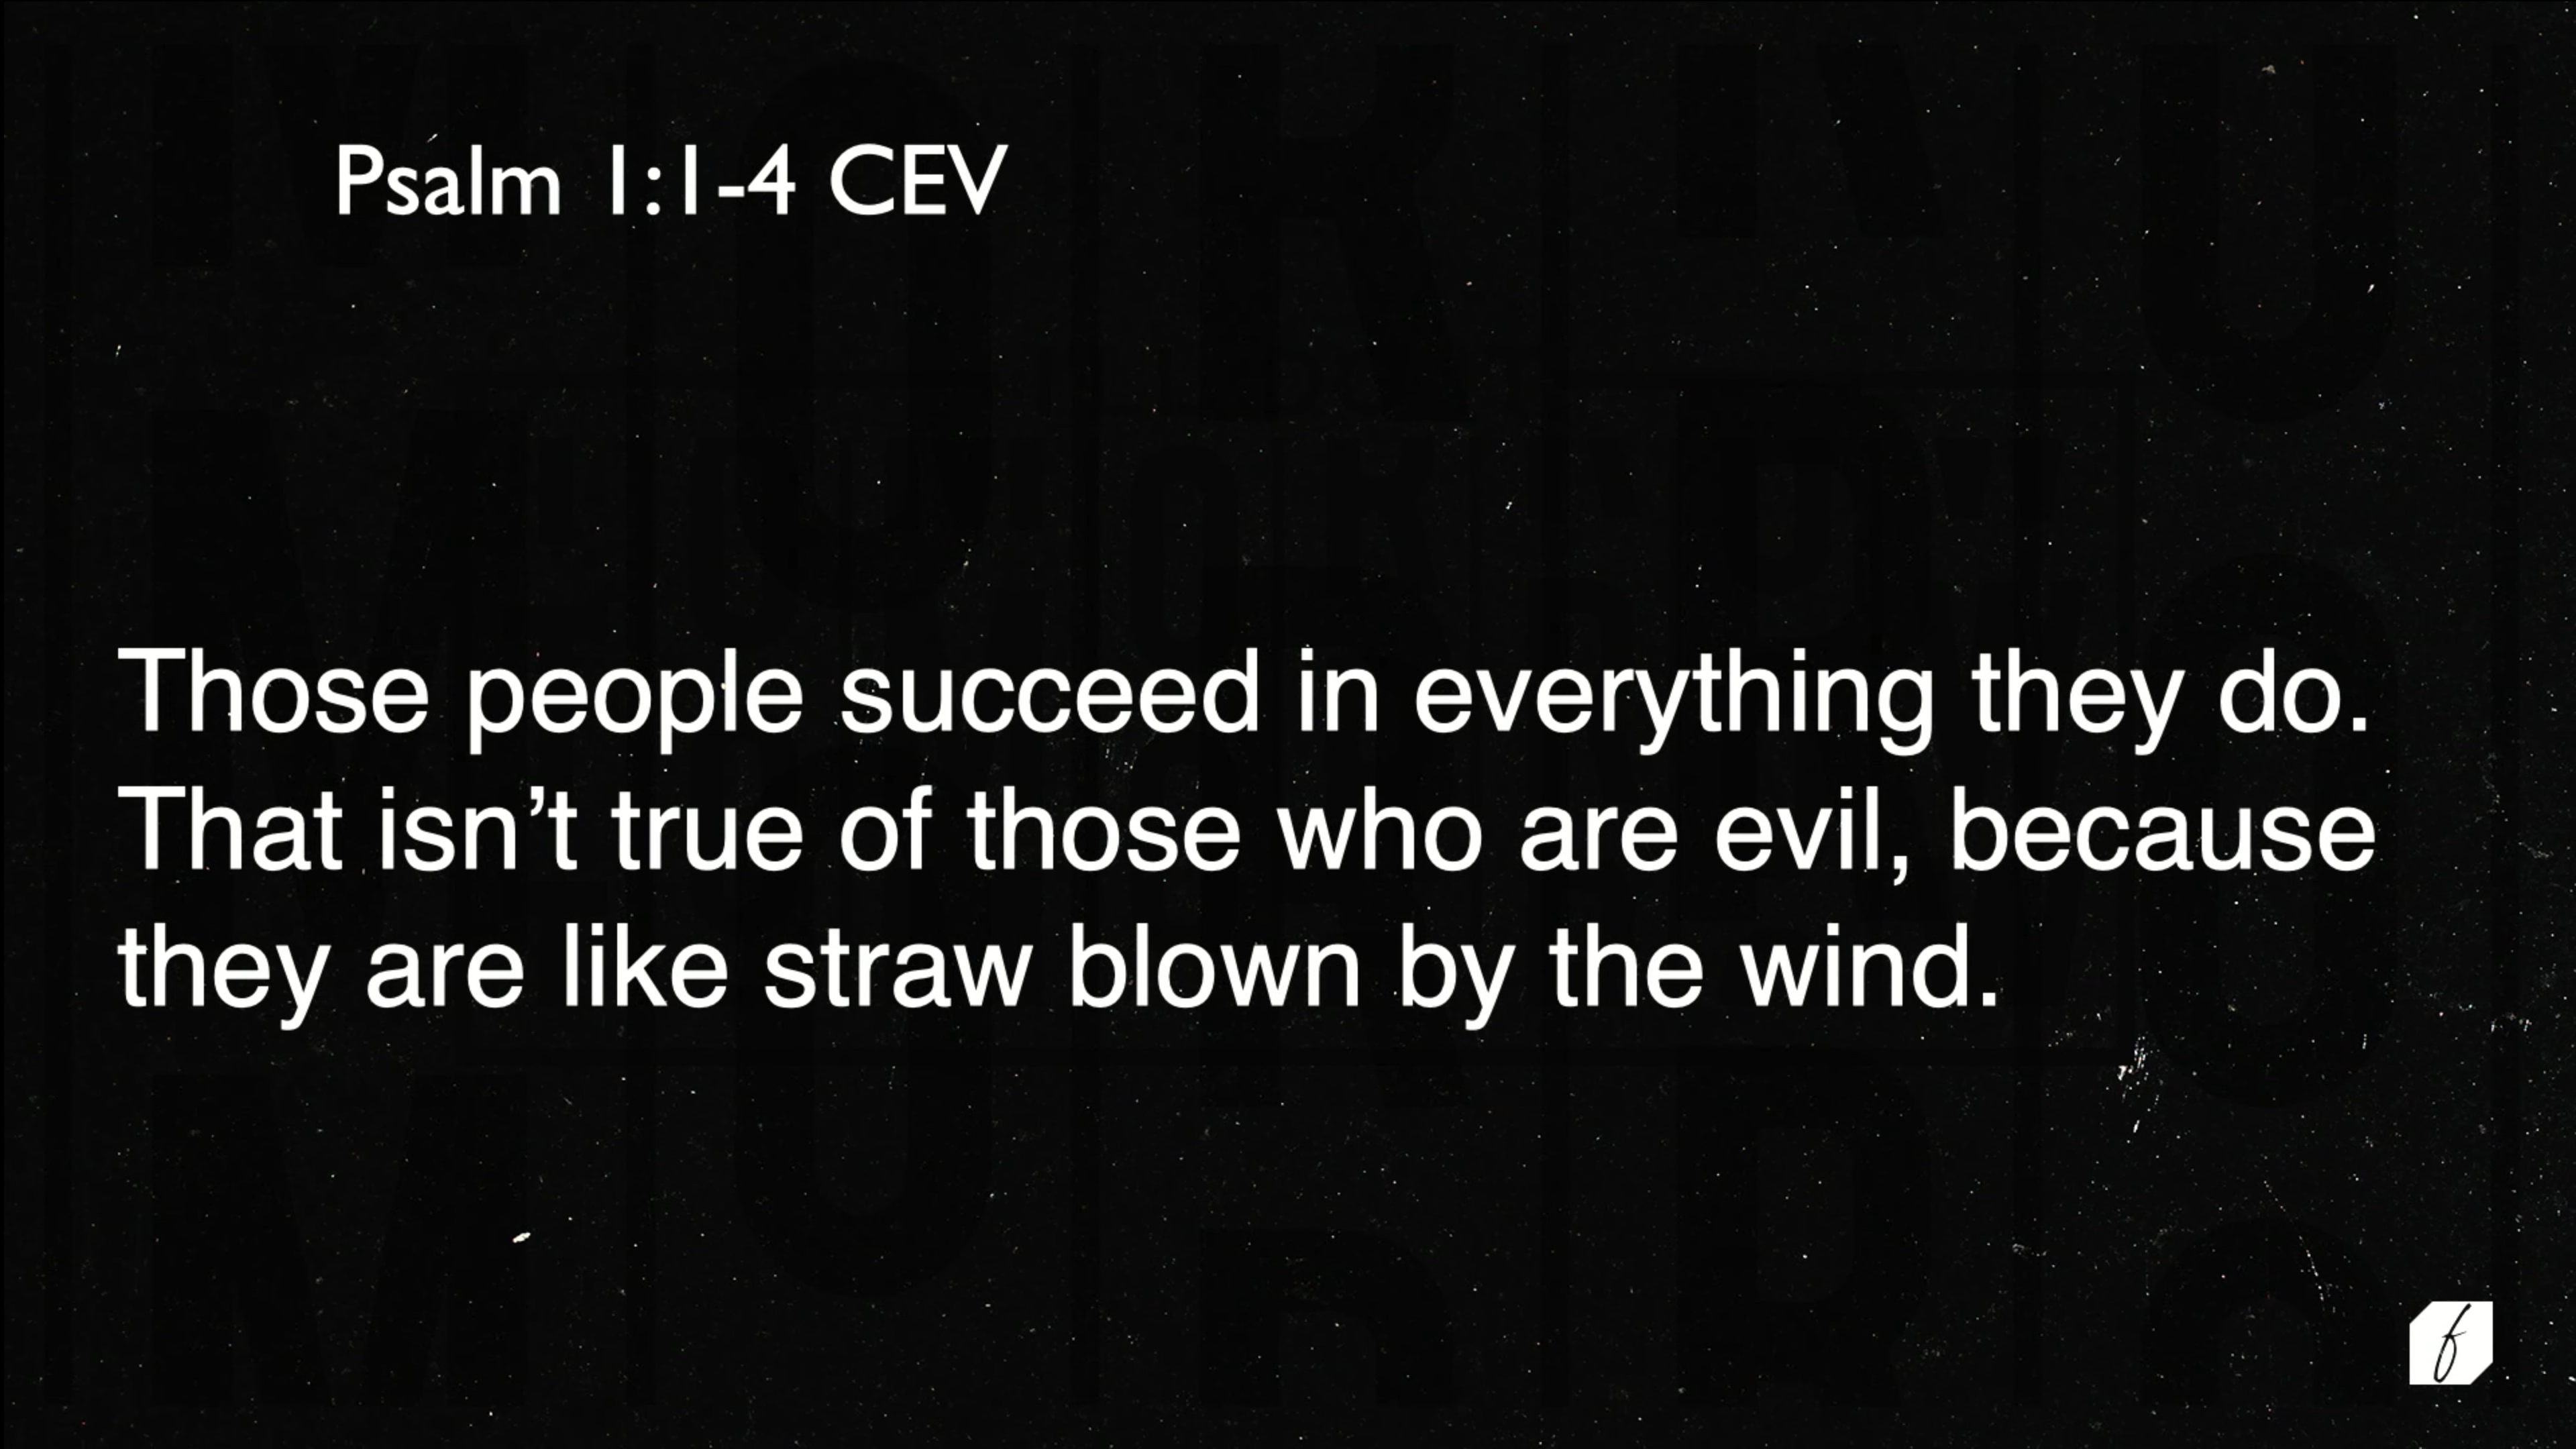 Psalm 1:1-4 CEV
Those people succeed in everything they do.
That isn’t true of those who are evil, because
they are like straw blown by the wind.
f